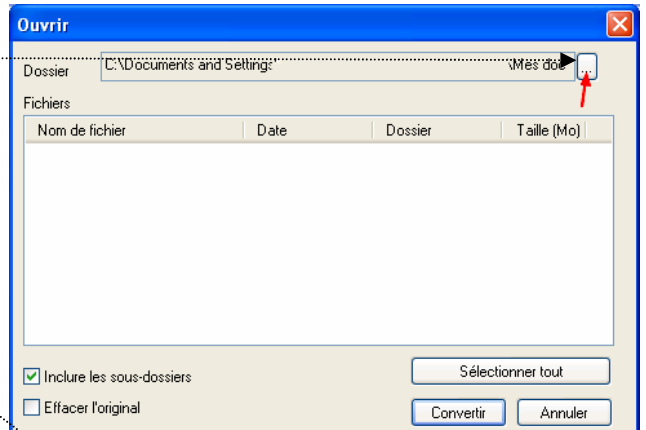 Ouvrir
Dossier C:\Documents and Setting \Mes doc ...
Fichiers
Nom de fichier Date Dossier Taille (Mo)
Inclure les sous-dossiers Sélectionner tout
Effacer l'original Convertir Annuler